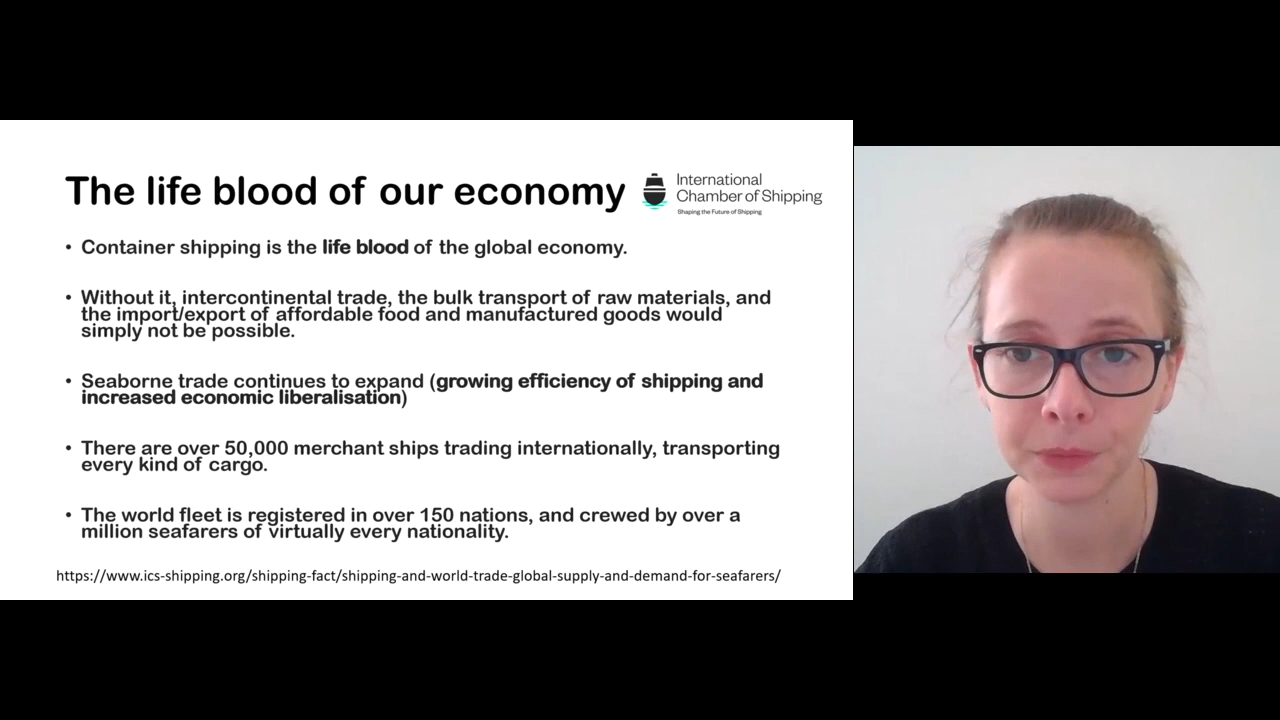 The life blood of our economy
International
Chamber of Shipping
Shaping the Future of Shipping
• Container shipping is the life blood of the global economy.
• Without it, intercontinental trade, the bulk transport of raw materials, and
the import/export of affordable food and manufactured goods would
simply not be possible.
• Seaborne trade continues to expand (growing efficiency of shipping and
increased economic liberalisation)
• There are over 50,000 merchant ships trading internationally, transporting
every kind of cargo.
• The world fleet is registered in over 150 nations, and crewed by over a
million seafarers of virtually every nationality.
https://www.ics-shipping.org/shipping-fact/shipping-and-world-trade-global-supply-and-demand-for-seafarers/